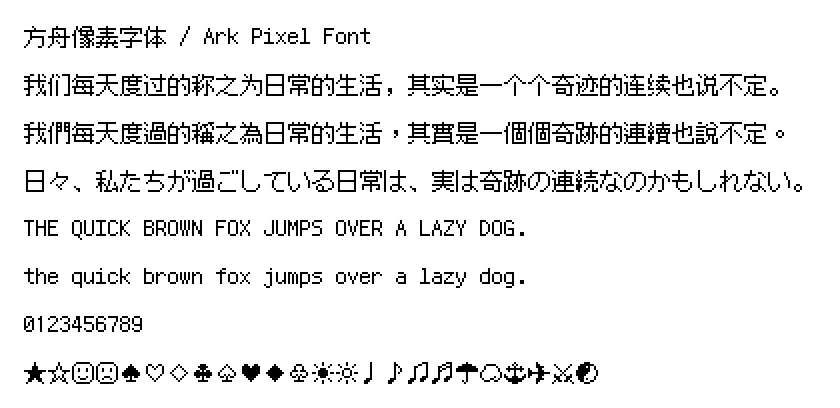 方舟像素字体 / Ark Pixel Font
我们每天度过的称之为日常的生活，其实是一个个奇迹的连续也说不定。
我們每天度過的稱之為日常的生活，其實是一個個奇跡的連續也說不定。
日々、私たちが過ごしている日常は、実は奇跡の連続なのかもしれない。
THE QUICK BROWN FOX JUMPS OVER A LAZY DOG.
the quick brown fox jumps over a lazy dog.
0123456789
★☆☺☹♠♡♢♣♤♥♦♧☀☼♩♪♫♬☂☁⚓✈⚔☯